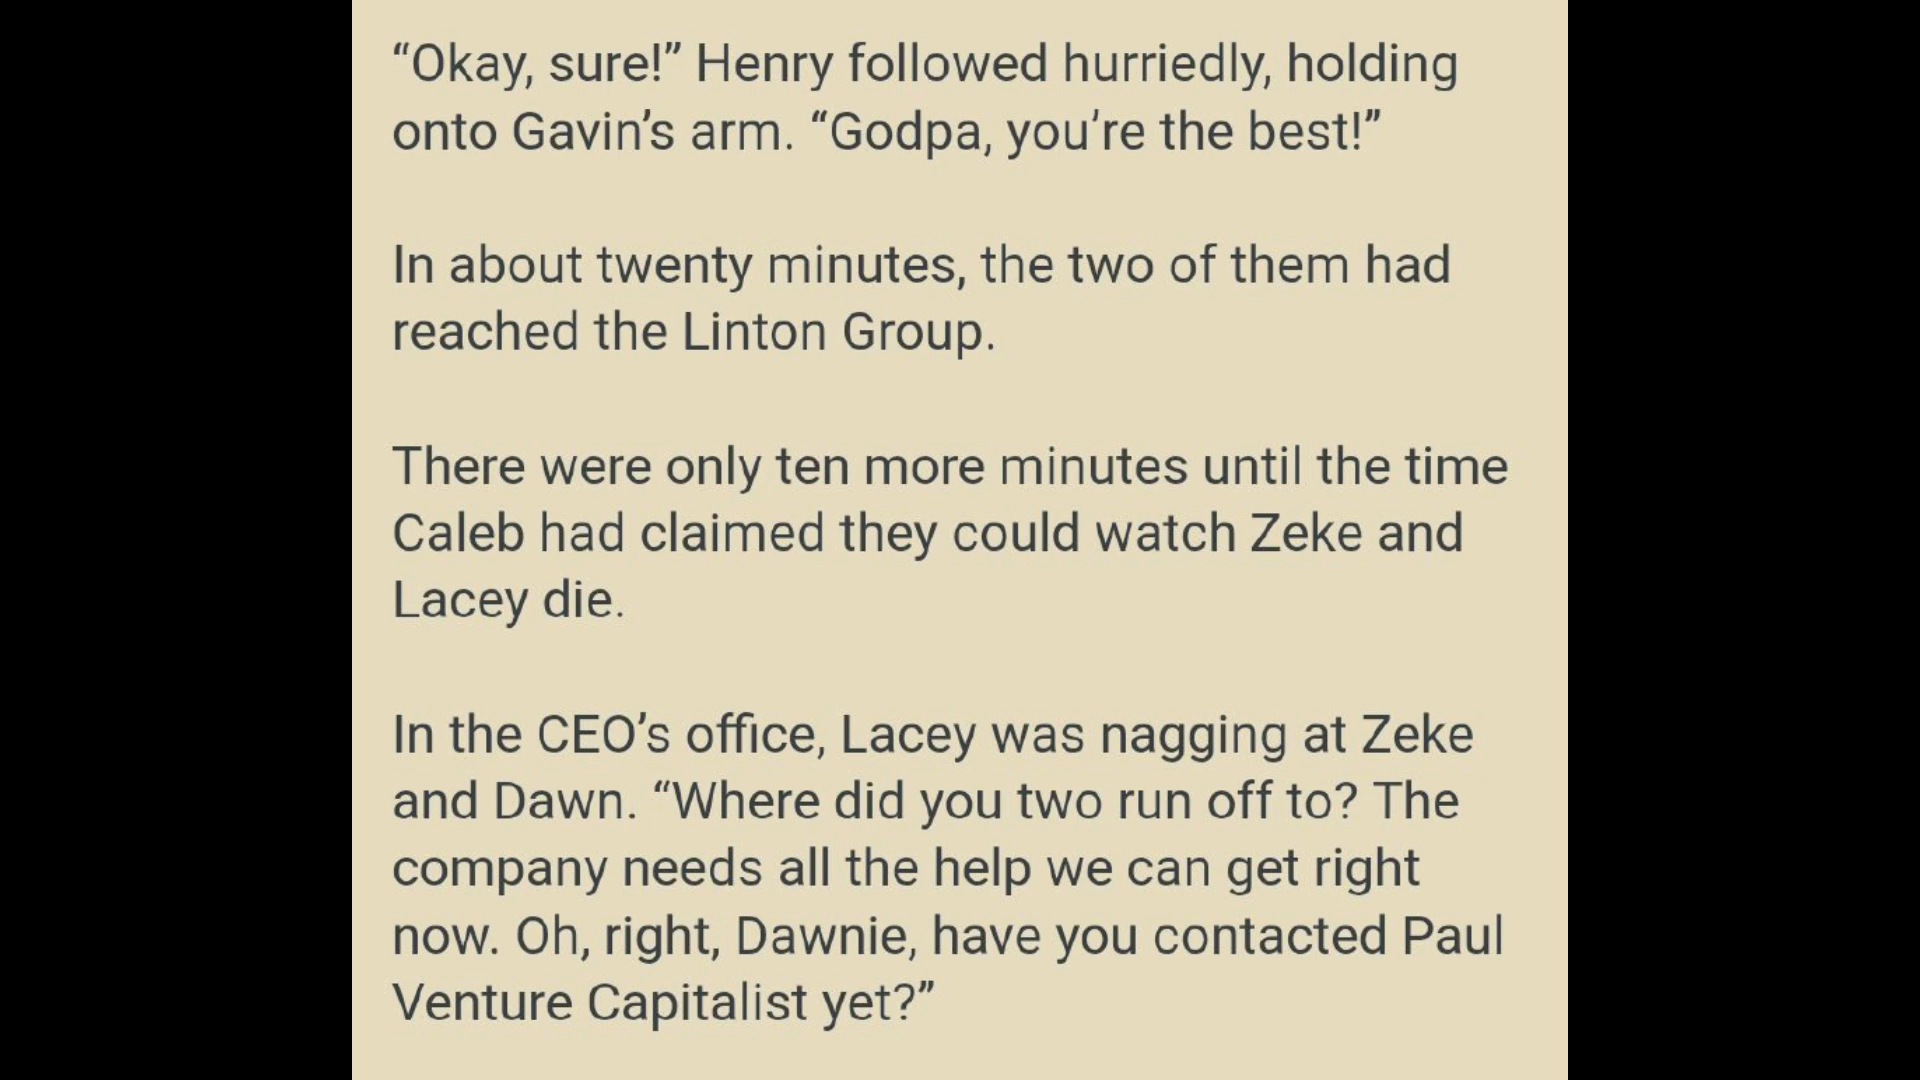 “Okay, sure!” Henry followed hurriedly, holding
onto Gavin’s arm. “Godpa, you’re the best!”
In about twenty minutes, the two of them had
reached the Linton Group.
There were only ten more minutes until the time
Caleb had claimed they could watch Zeke and
Lacey die.
In the CEO’s office, Lacey was nagging at Zeke
and Dawn. “Where did you two run off to? The
company needs all the help we can get right
now. Oh, right, Dawnie, have you contacted Paul
Venture Capitalist yet?”